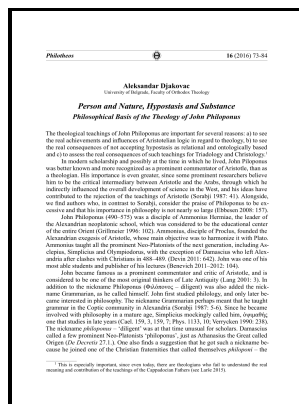 Philotheos 16 (2016) 73-84
Aleksandar Djakovac
University of Belgrade, Faculty of Orthodox Theology
Person and Nature, Hypostasis and Substance
Philosophical Basis of the Theology of John Philoponus
The theological teachings of John Philoponus are important for several reasons: a) to see
the real achievements and influences of Aristotelian logic in regard to theology, b) to see
the real consequences of not accepting hypostasis as relational and ontologically based
and c) to assess the real consequences of such teachings for Triadology and Christology.¹
In modern scholarship and possibly at the time in which he lived, John Piloponus
was better known and more recognized as a prominent commentator of Aristotle, than as
a theologian. His importance is even greater, since some prominent researchers believe
him to be the critical intermediary between Aristotle and the Arabs, through which he
indirectly influenced the overall development of science in the West, and his ideas have
contributed to the rejection of the teachings of Aristotle (Sorabji 1987: 41). Alongside,
we find authors who, in contrast to Sorabji, consider the praise of Philoponus to be ex-
cessive and that his importance in philosophy is not nearly so large (Ebbesen 2008: 157).
John Philoponus (490–575) was a disciple of Ammonius Hermiae, the leader of
the Alexandrian neoplatonic school, which was considered to be the educational center
of the entire Orient (Grillmeier 1996: 102). Ammonius, disciple of Proclus, founded the
Alexandrian exegesis of Aristotle, whose main objective was to harmonize it with Plato.
Ammonius taught all the prominent Neo-Platonists of the next generation, including As-
clepius, Simplicius and Olympiodorus, with the exception of Damascius who left Alex-
andria after clashes with Christians in 488–489. (Devin 2011: 642). John was one of his
most able students and publisher of his lectures (Benevich 2011–2012: 104).
John became famous as a prominent commentator and critic of Aristotle, and is
considered to be one of the most original thinkers of Late Antiquity (Lang 2001: 3). In
addition to the nickname Philoponus (Φιλόπονος – diligent) was also added the nick-
name Grammarian, as he called himself. John first studied philology, and only later be-
came interested in philosophy. The nickname Grammarian perhaps meant that he taught
grammar in the Coptic community in Alexandria (Sorabji 1987: 5-6). Since he became
involved with philosophy in a mature age, Simplicius mockingly called him,
one that studies in late years (Cael. 159, 3, 159, 7; Phys. 1133, 10; Verrycken 1990: 238).
The nickname philoponus – 'diligent' was at that time unusual for scholars. Damascius
called a few prominent Neo-Platonists 'philoponus', just as Athanasius the Great called
Origen (De Decretis 27.1.). One also finds a suggestion that he got such a nickname be-
cause he joined one of the Christian fraternities that called themselves philiponi – the
¹ This is especially important, since even today, there are theologians who fail to understand the real
meaning and contribution of the teachings of the Cappadocian Fathers (see Larše 2015).